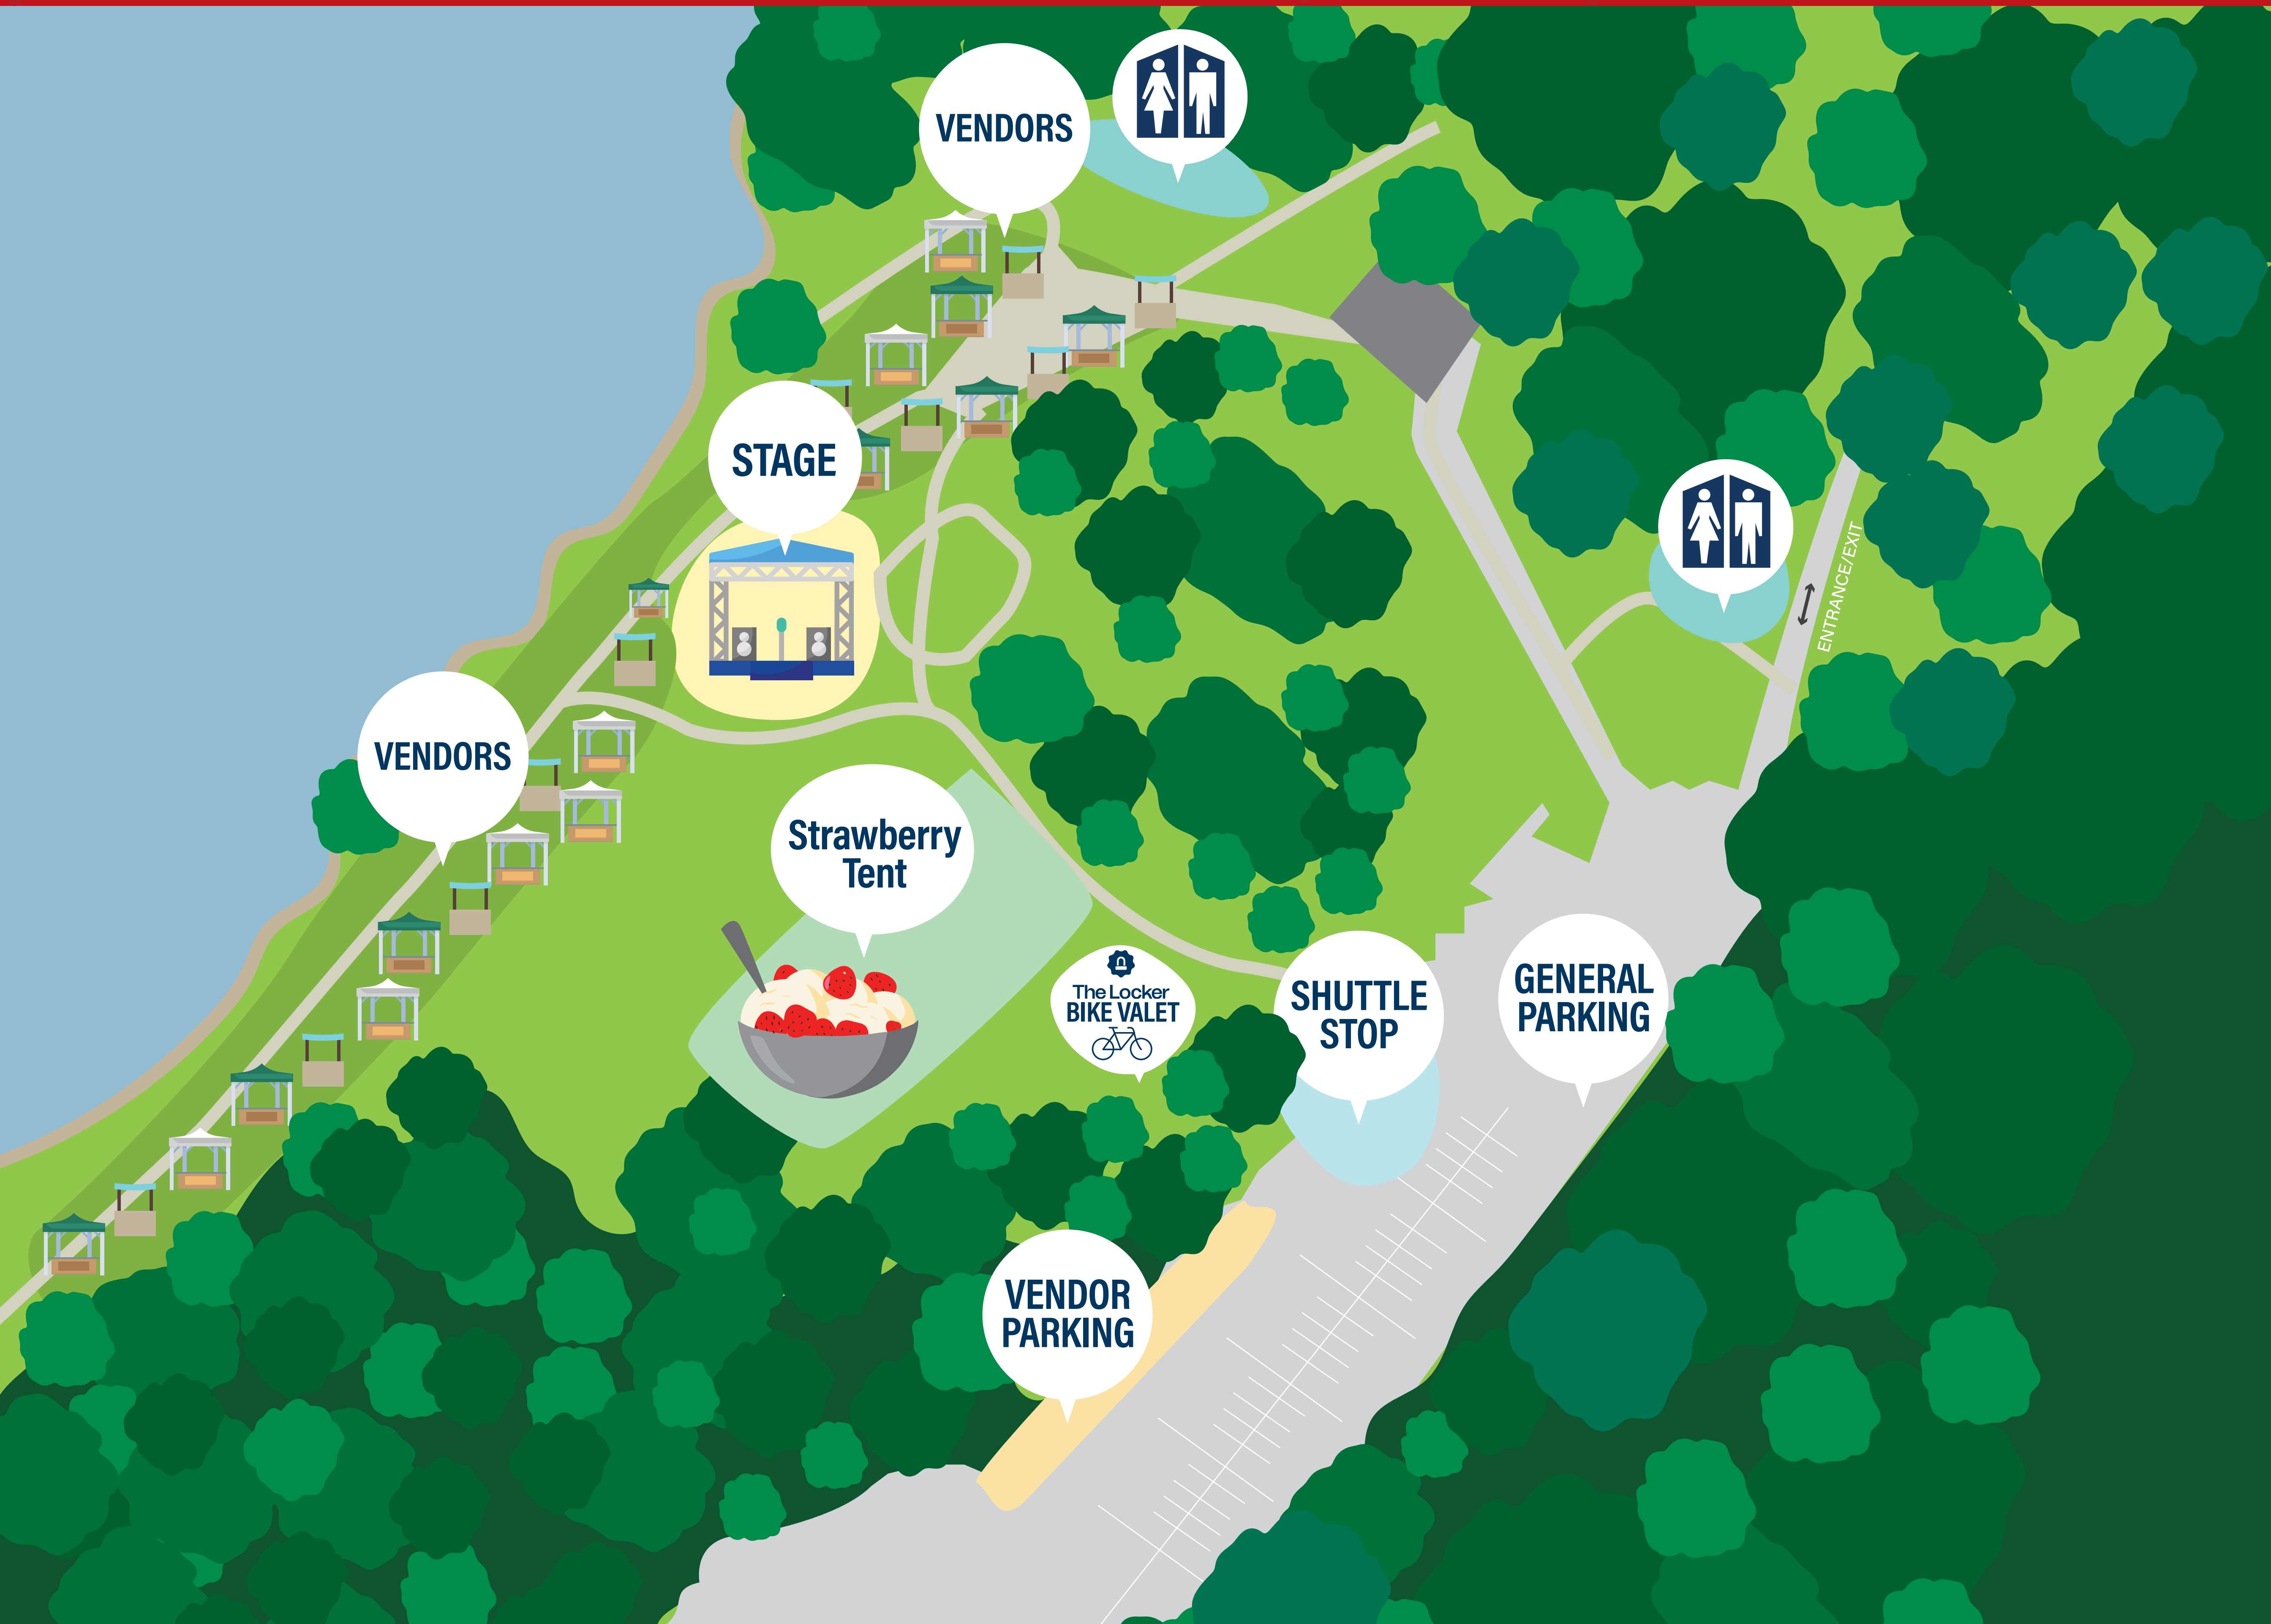 VENDORS
STAGE
ENTRANCE/EXIT
VENDORS
Strawberry
Tent
The Locker
BIKE VALET
SHUTTLE
STOP
GENERAL
PARKING
VENDOR
PARKING